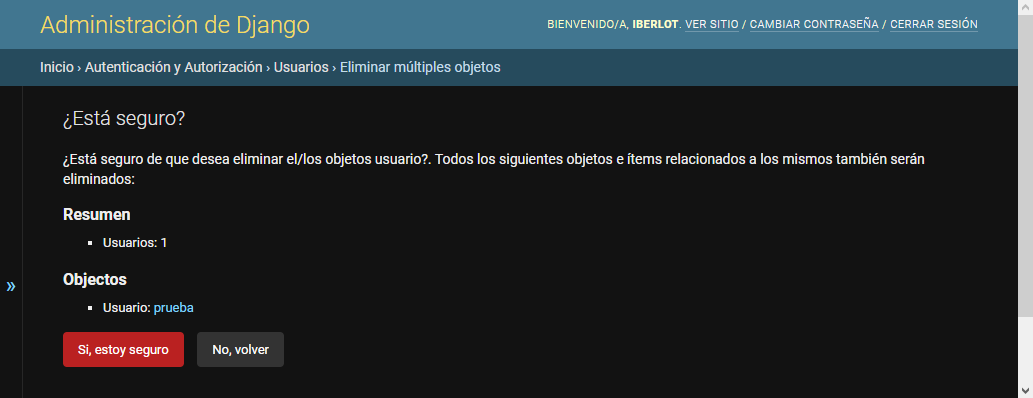 Administración de Django
BIENVENIDO/A, IBERLOT. VER SITIO / CAMBIAR CONTRASEÑA / CERRAR SESIÓN
Inicio › Autenticación y Autorización › Usuarios › Eliminar múltiples objetos
¿Está seguro?
¿Está seguro de que desea eliminar el/los objetos usuario?. Todos los siguientes objetos e ítems relacionados a los mismos también serán
eliminados:
Resumen
Usuarios: 1
Objectos
Usuario: prueba
Si, estoy seguro
No, volver